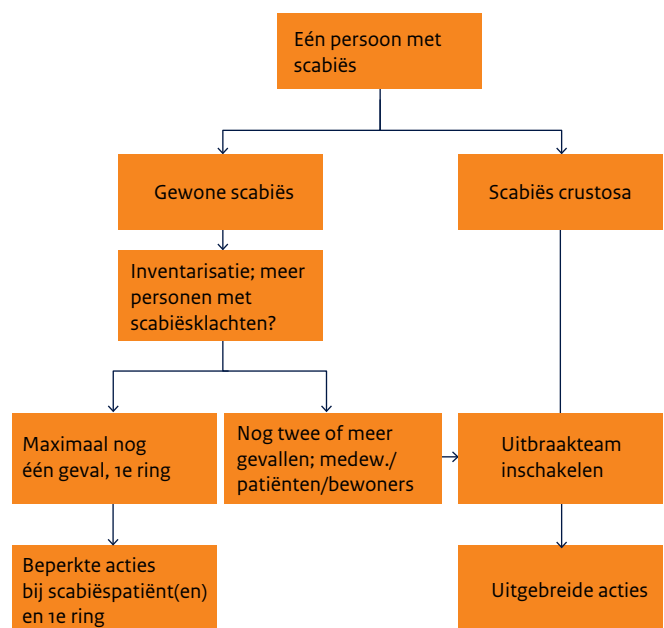 Eén persoon met
scabiës
Gewone scabiës
Scabiës crustosa
Inventarisatie; meer
personen met
scabiësklachten?
Maximaal nog
één geval, 1e ring
Nog twee of meer
gevallen; medew./
patiënten/bewoners
Uitbraakteam
inschakelen
Beperkte acties
bij scabiëspatiënt(en)
en 1e ring
Uitgebreide acties